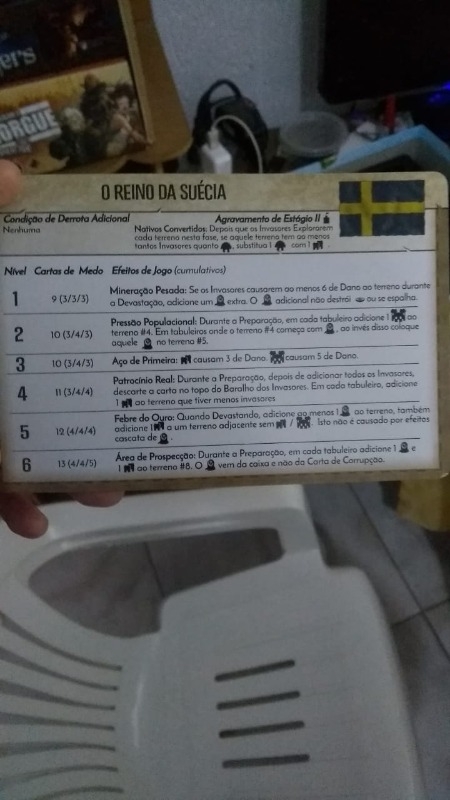 ers
ORGUE
O REINO DA SUÉCIA
Condição de Derrota Adicional
Nenhuma
Agravamento de Estágio II
Nativos Convertidos: Depois que os Invasores Explorarem
cada terreno nesta fase, se aquele terreno tem ao menos
tantos Invasores quanto , substitua 1 com 1 .
Nível Cartas de Medo Efeitos de Jogo (cumulativos)
1 9 (3/3/3) Mineração Pesada: Se os Invasores causarem ao menos 6 de Dano ao terreno durante
a Devastação, adicione um extra. O adicional não destrói ou se espalha.
2 10 (3/4/3) Pressão Populacional: Durante a Preparação, em cada tabuleiro adicione 1 ao
terreno #4. Em tabuleiros onde o terreno #4 começa com , ao invés disso coloque
aquele no terreno #5.
3 10 (3/4/3) Aço de Primeira: causam 3 de Dano. causam 5 de Dano.
4 11 (3/4/4) Patrocínio Real: Durante a Preparação, depois de adicionar todos os Invasores,
descarte a carta no topo do Baralho dos Invasores. Em cada tabuleiro, adicione
1 ao terreno que tiver menos invasores
5 12 (4/4/4) Febre do Ouro: Quando Devastando, adicione ao menos 1 ao terreno, também
adicione 1 a um terreno adjacente sem / . Isto não é causado por efeitos
cascata de .
6 13 (4/4/5) Área de Prospecção: Durante a Preparação, em cada tabuleiro adicione 1 e
1 ao terreno #8. O vem da caixa e não da Carta de Corrupção.